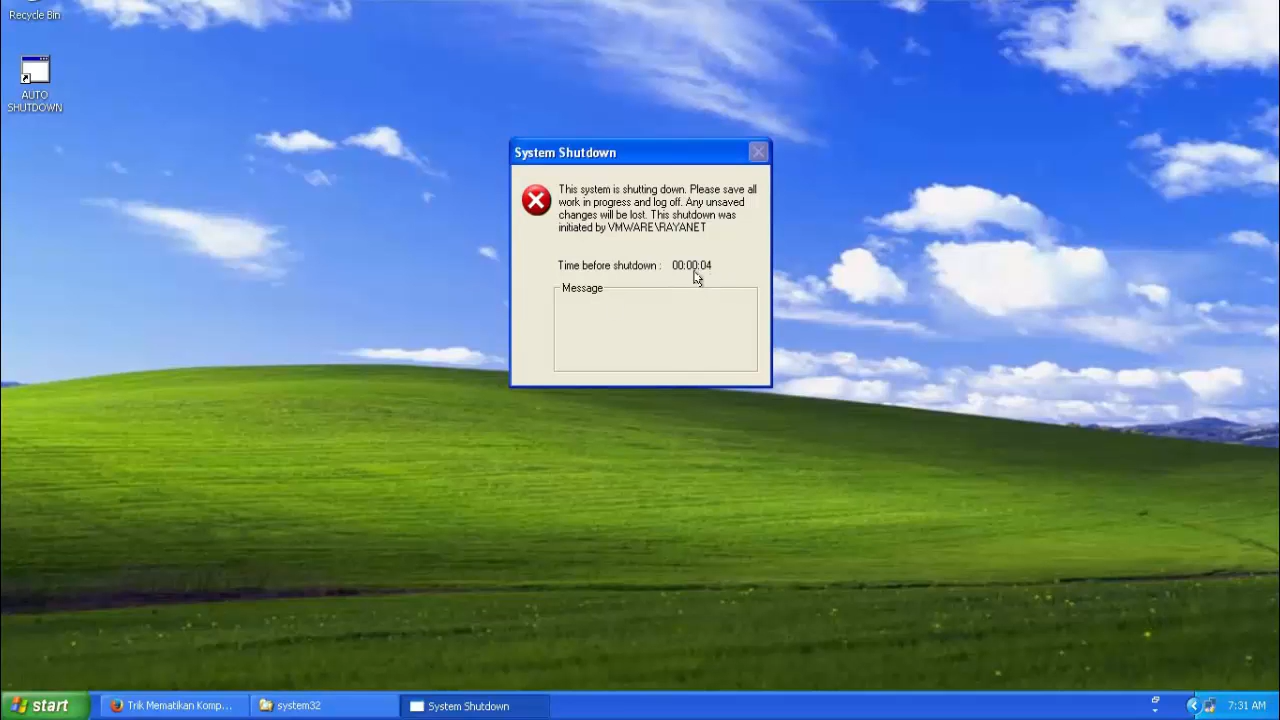 Recycle Bin
AUTO
SHUTDOWN
System Shutdown
This system is shutting down. Please save all
work in progress and log off. Any unsaved
changes will be lost. This shutdown was
initiated by VMWARE\RAYANET
Time before shutdown : 00:00:04
Message
start
Trik Mematikan Komp...
system32
System Shutdown
7:31 AM